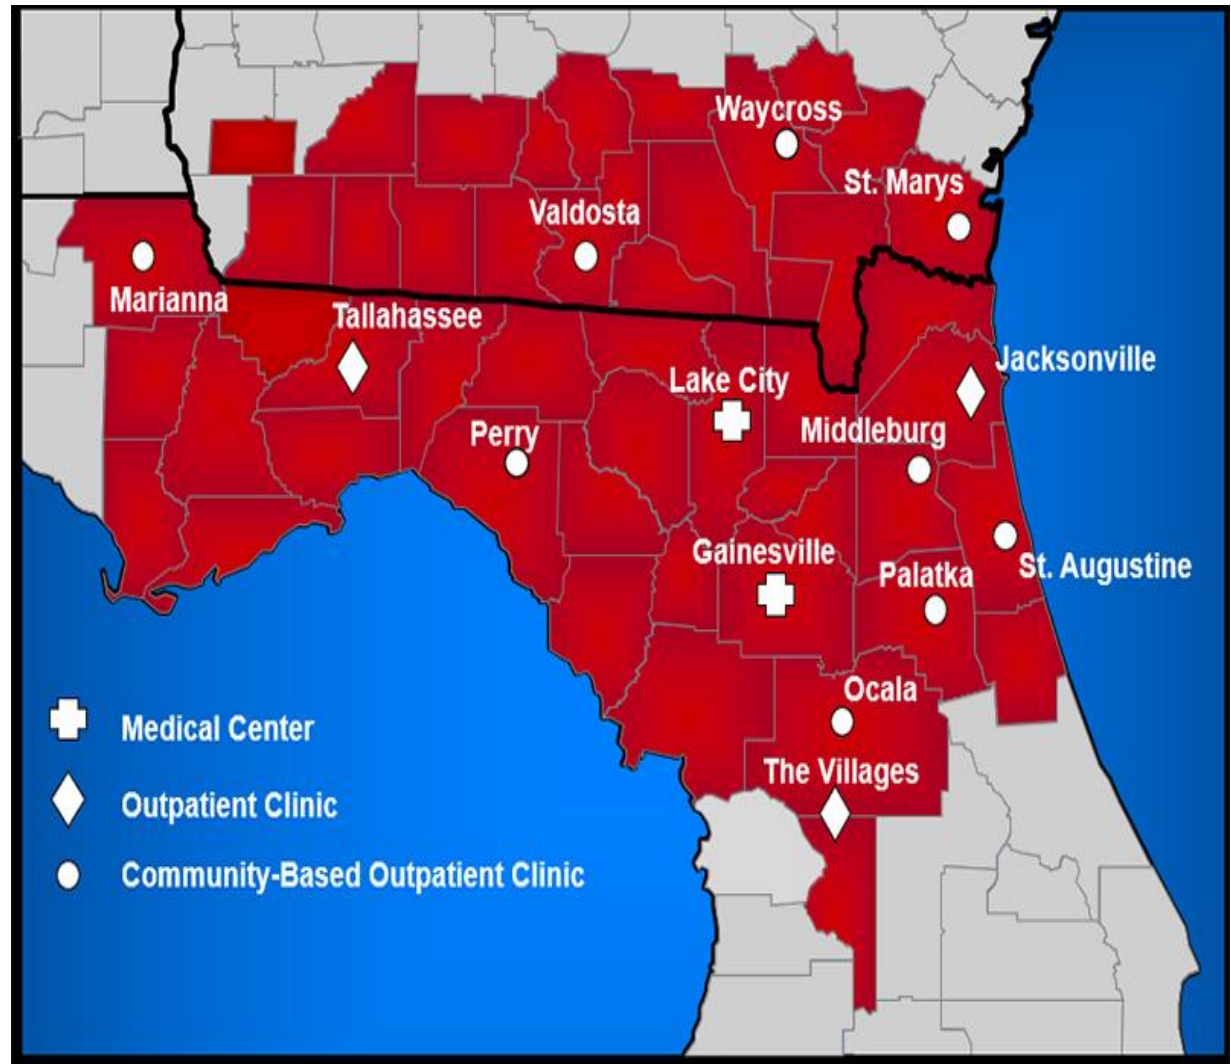 Waycross
St. Marys
Valdosta
Marianna
Tallahassee
Jacksonville
Lake City
Middleburg
Perry
Gainesville
St. Augustine
Palatka
Ocala
The Villages
Medical Center
Outpatient Clinic
Community-Based Outpatient Clinic